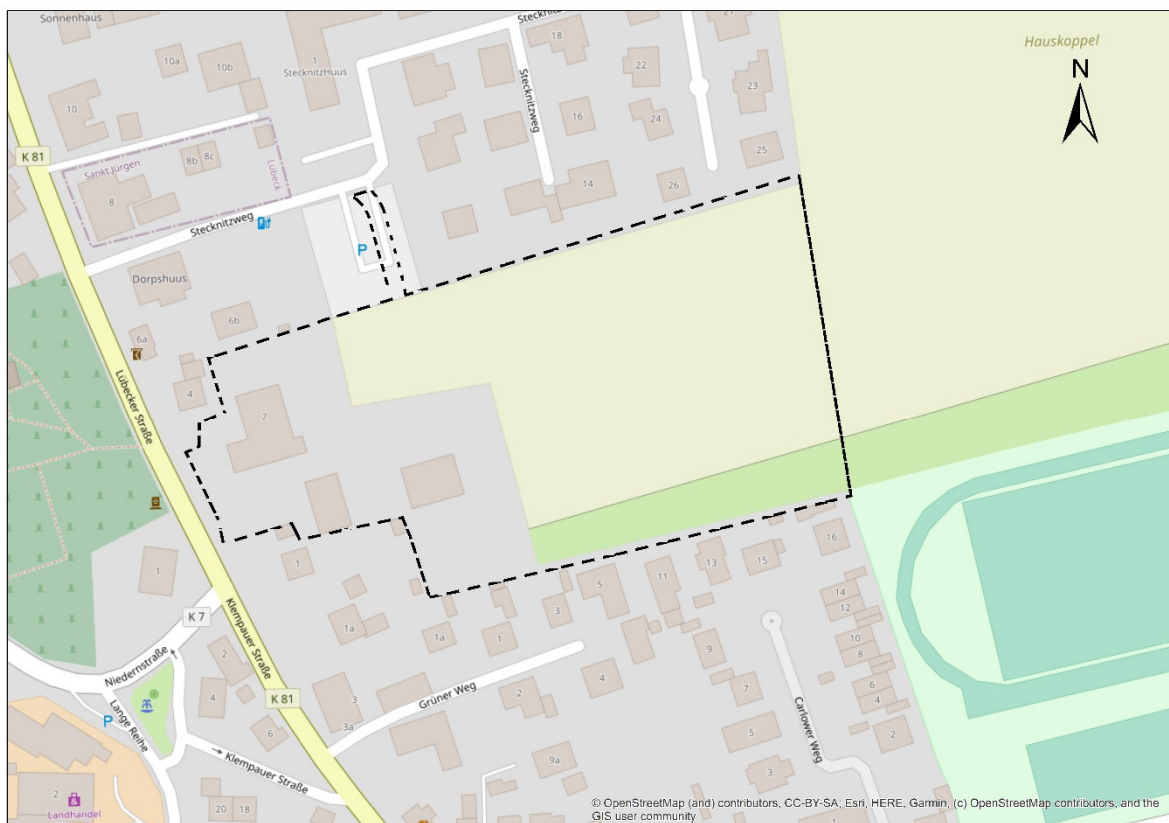 Sonnenhaus
10a
10b
1
StecknitzHuus
Stecknitzweg
18
22
23
Hauskoppel
N
10
16
24
25
K 81
Sankt Jürgen
Lübeck
8b
8c
8
14
26
Stecknitzweg
Stecknitzweg
P
Dörpshuus
6b
6a
4
2
Lübecker Straße
1
1
K 7
Niedernstraße
Klempauer Straße
K 81
Lange Reihe
P
2
4
6
1a
1a
1
3
5
11
13
15
16
14
12
10
8
6
4
2
3
3a
Grüner Weg
2
4
9
7
5
3
1
Carlower Weg
9a
Klempauer Straße
20
18
2
Landhandel
© OpenStreetMap (and) contributors, CC-BY-SA, Esri, HERE, Garmin, (c) OpenStreetMap contributors, and the
GIS user community